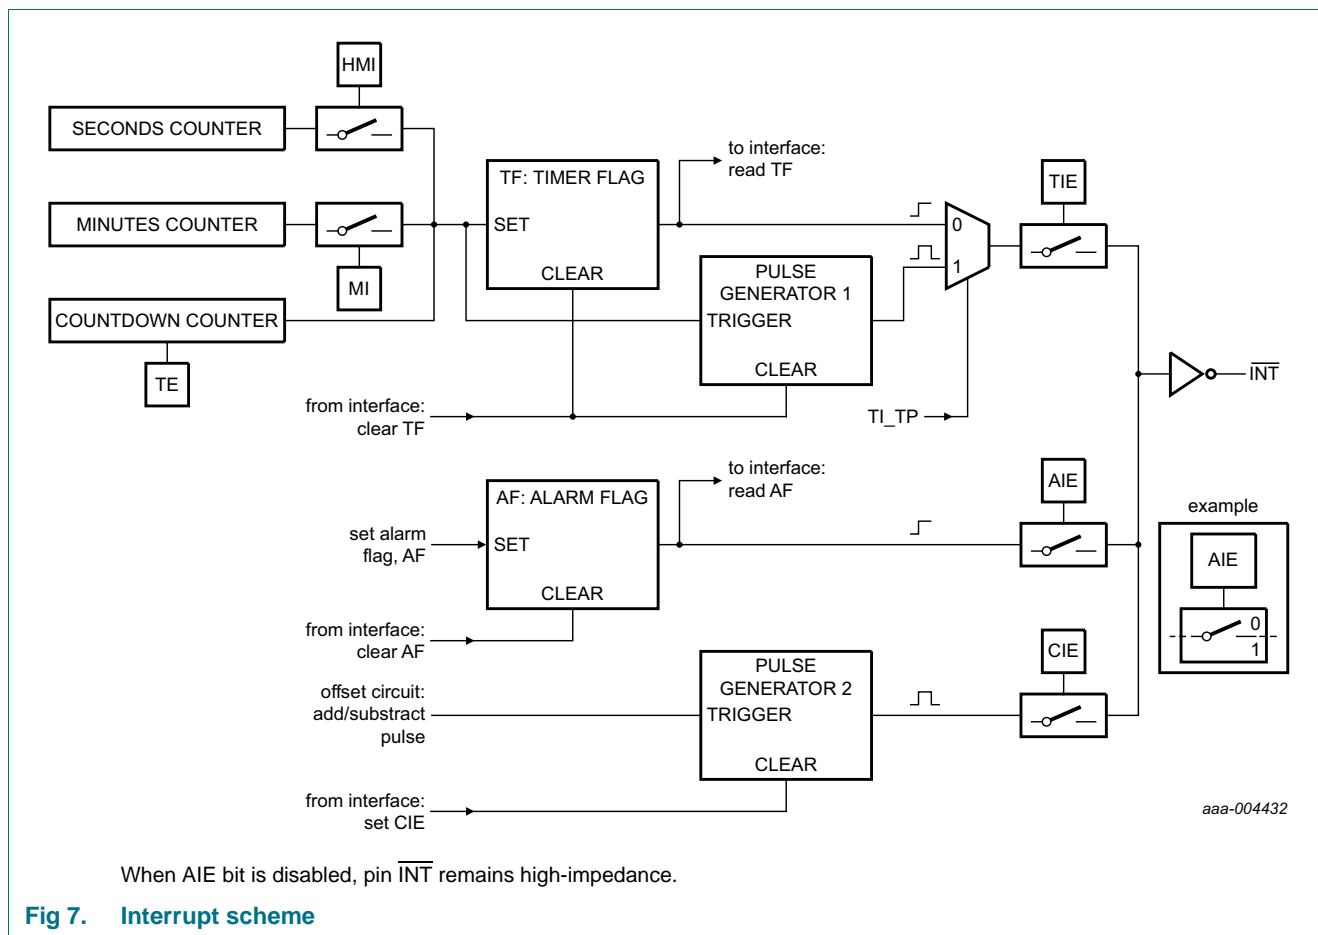 HMI
SECONDS COUNTER
MINUTES COUNTER
MI
COUNTDOWN COUNTER
TE
TF: TIMER FLAG
SET
CLEAR
to interface:
read TF
PULSE
GENERATOR 1
TRIGGER
CLEAR
from interface:
clear TF
0
1
TI_TP
TIE
I̅N̅T̅
AF: ALARM FLAG
SET
CLEAR
to interface:
read AF
set alarm
flag, AF
from interface:
clear AF
AIE
example
AIE
0
1
offset circuit:
add/substract
pulse
PULSE
GENERATOR 2
TRIGGER
CLEAR
from interface:
set CIE
CIE
aaa-004432
When AIE bit is disabled, pin I̅N̅T̅ remains high-impedance.
Fig 7. Interrupt scheme